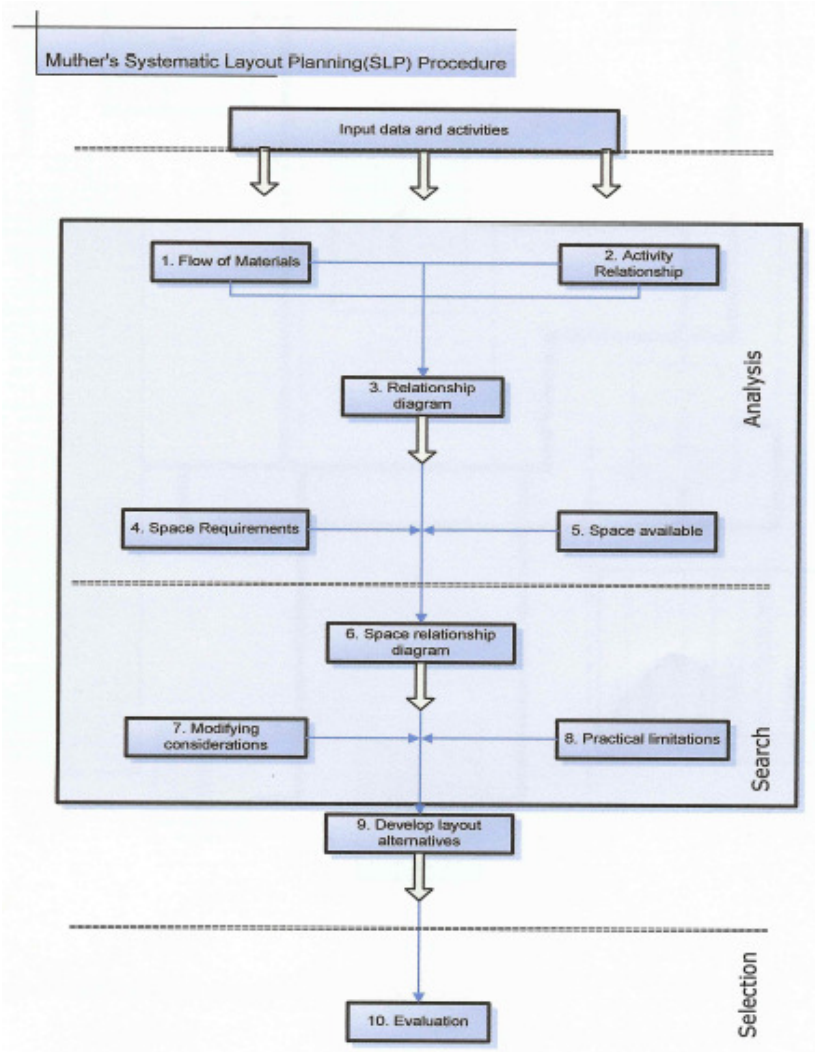 Muther's Systematic Layout Planning(SLP) Procedure
Input data and activities
1. Flow of Materials
2. Activity
Relationship
3. Relationship
diagram
Analysis
4. Space Requirements
5. Space available
6. Space relationship
diagram
7. Modifying
considerations
8. Practical limitations
Search
9. Develop layout
alternatives
Selection
10. Evaluation